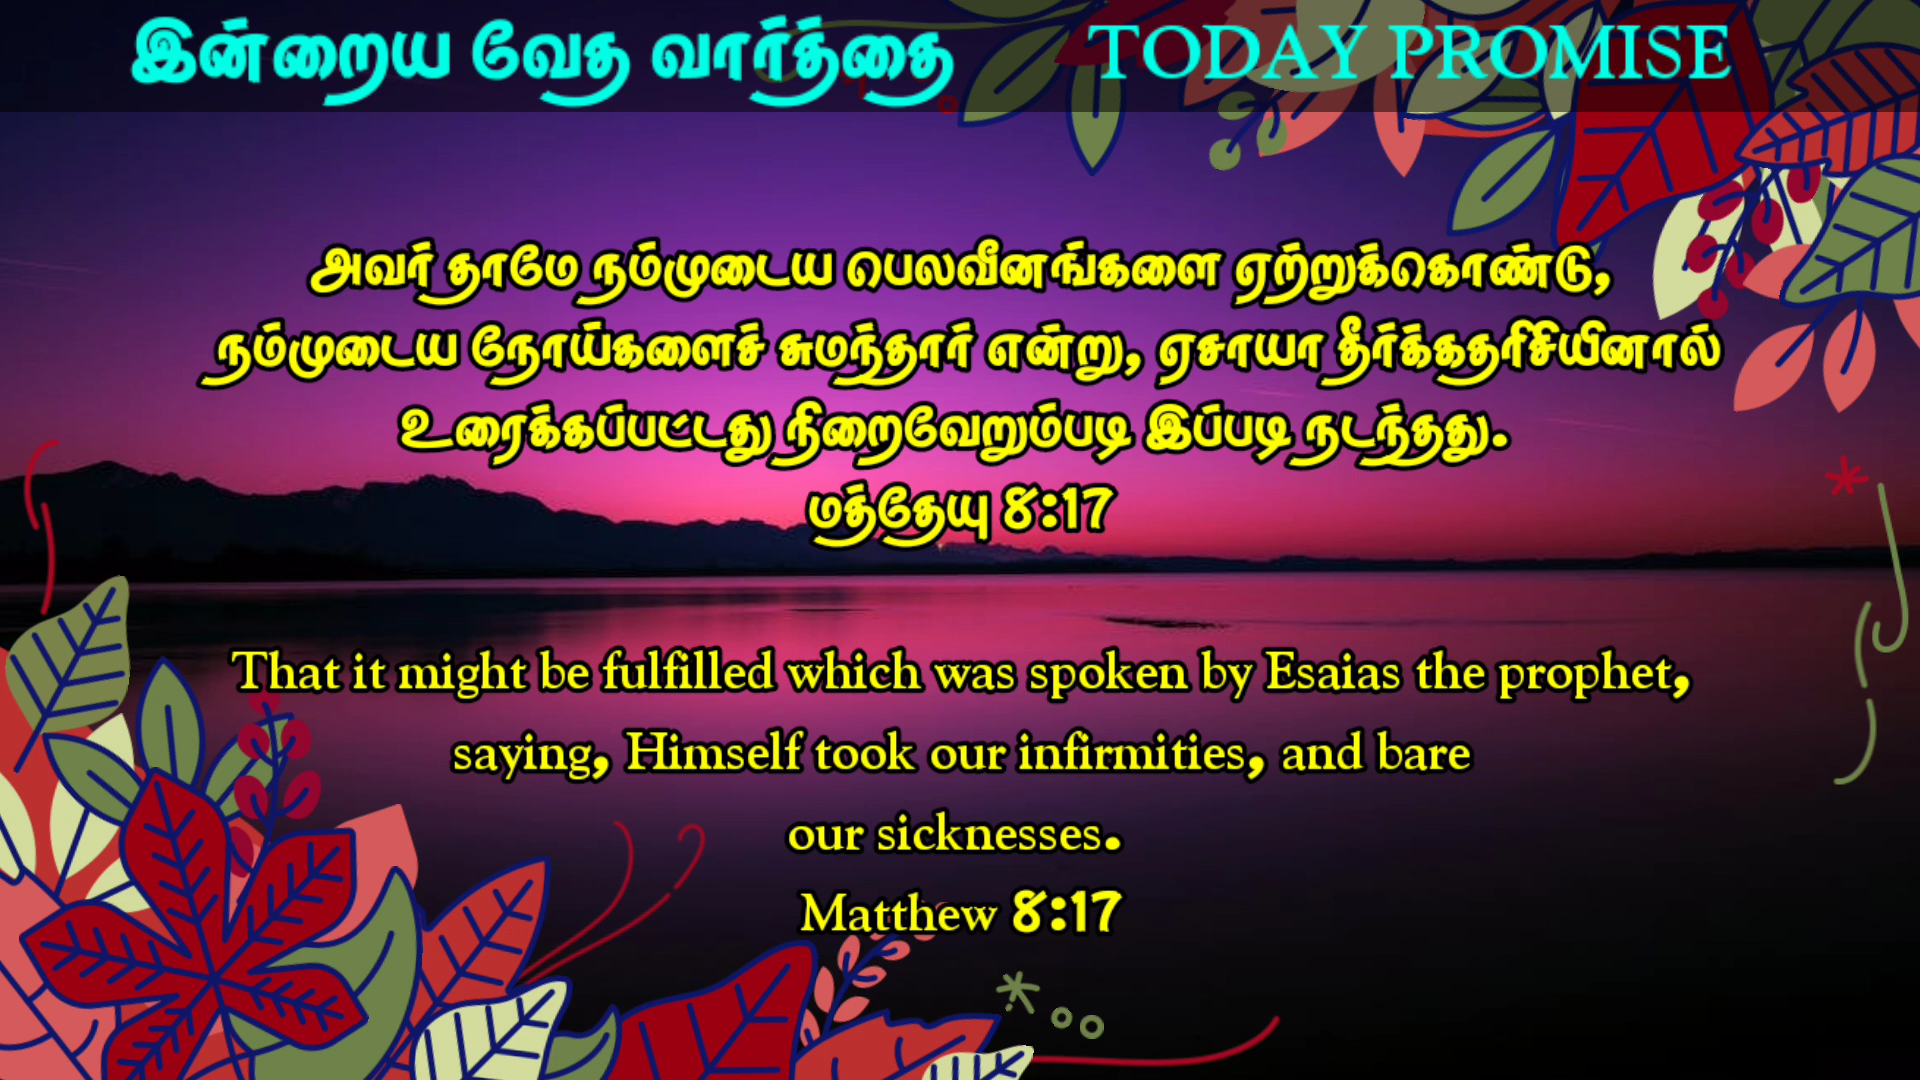 இன்றைய வேத வார்த்தை TODAY PROMISE
அவர் தாமே நம்முடைய பெலவீனங்களை ஏற்றுக்கொண்டு,
நம்முடைய நோய்களைச் சுமந்தார் என்று, ஏசாயா தீர்க்கதரிசியினால்
உரைக்கப்பட்டது நிறைவேறும்படி இப்படி நடந்தது.
மத்தேயு 8:17
That it might be fulfilled which was spoken by Esaias the prophet,
saying, Himself took our infirmities, and bare
our sicknesses.
Matthew 8:17